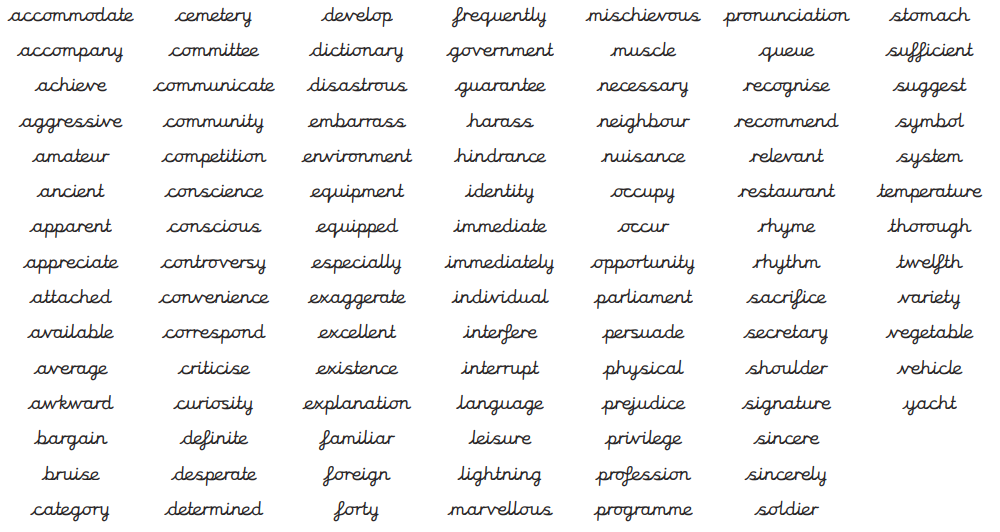 accommodate cemetery develop frequently mischievous pronunciation stomach
accompany committee dictionary government muscle queue sufficient
achieve communicate disastrous guarantee necessary recognise suggest
aggressive community embarrass harass neighbour recommend symbol
amateur competition environment hindrance nuisance relevant system
ancient conscience equipment identity occupy restaurant temperature
apparent conscious equipped immediate occur rhyme thorough
appreciate controversy especially immediately opportunity rhythm twelfth
attached convenience exaggerate individual parliament sacrifice variety
available correspond excellent interfere persuade secretary vegetable
average criticise existence interrupt physical shoulder vehicle
awkward curiosity explanation language prejudice signature yacht
bargain definite familiar leisure privilege sincere
bruise desperate foreign lightning profession sincerely
category determined forty marvellous programme soldier